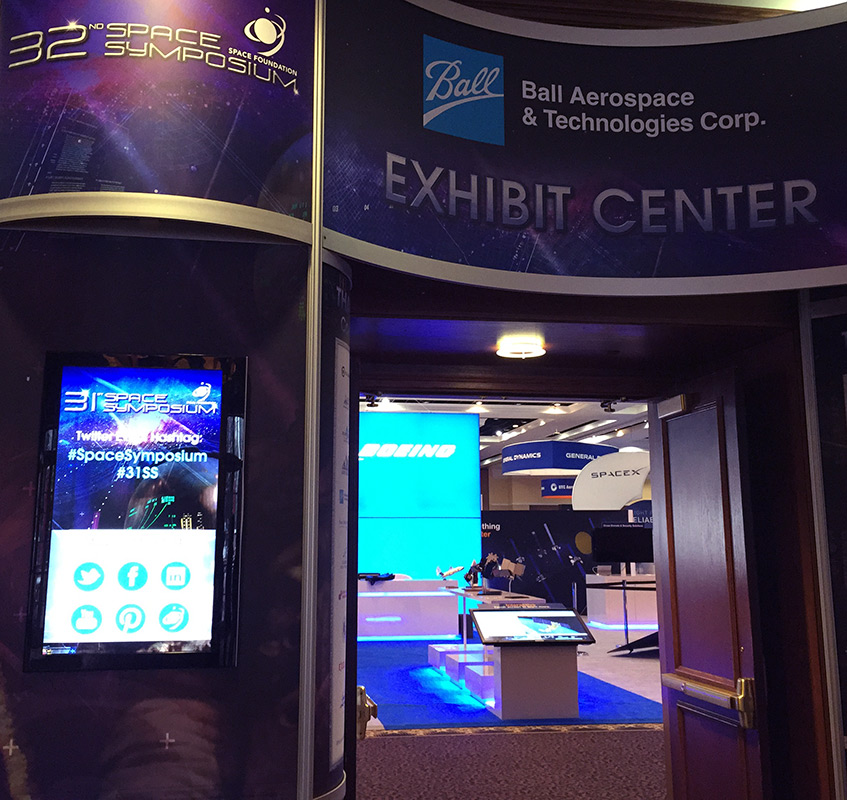 32ND SPACE
SYMPOSIUM
SPACE FOUNDATION
Ball
Ball Aerospace
& Technologies Corp.
EXHIBIT CENTER
31ST SPACE
SYMPOSIUM
Twitter Hashtag:
#SpaceSymposium
#31SS
BOEING
DYNAMICS
GENERAL
SPACEX